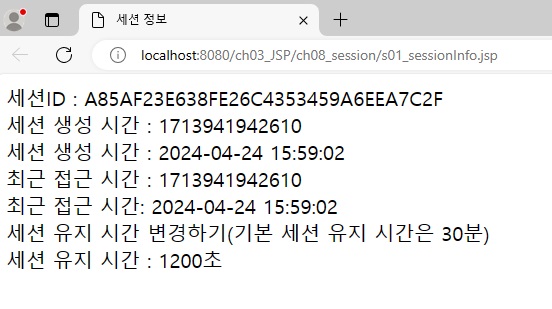 세션 정보
localhost:8080/ch03_JSP/ch08_session/s01_sessionInfo.jsp
세션ID : A85AF23E638FE26C4353459A6EEA7C2F
세션 생성 시간 : 1713941942610
세션 생성 시간 : 2024-04-24 15:59:02
최근 접근 시간 : 1713941942610
최근 접근 시간: 2024-04-24 15:59:02
세션 유지 시간 변경하기(기본 세션 유지 시간은 30분)
세션 유지 시간 : 1200초